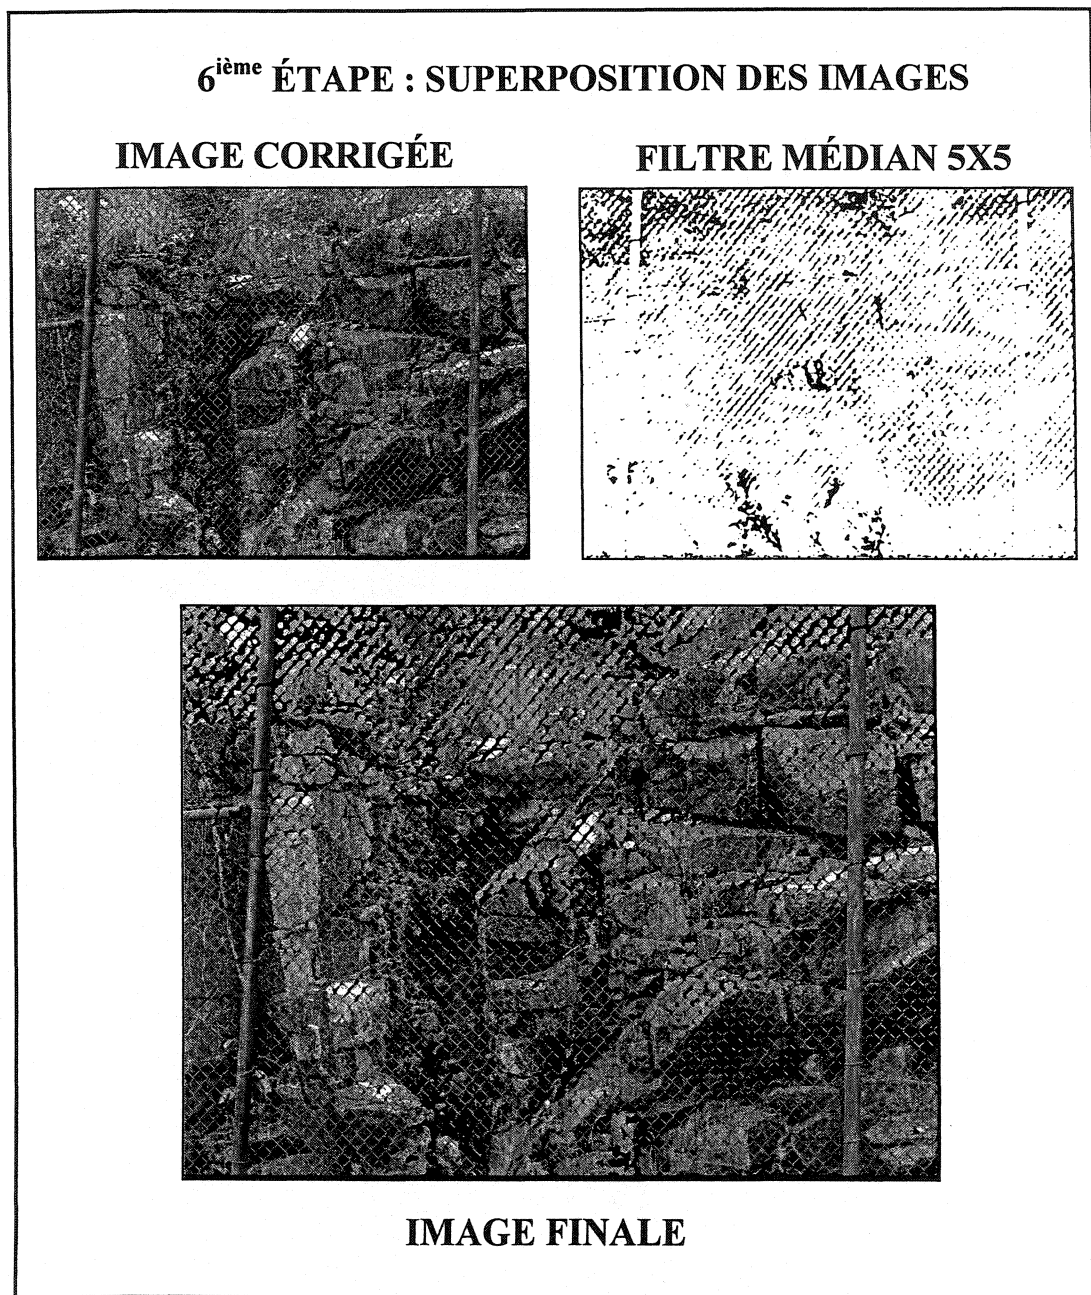 6ième ÉTAPE : SUPERPOSITION DES IMAGES
IMAGE CORRIGÉE
FILTRE MÉDIAN 5X5
IMAGE FINALE